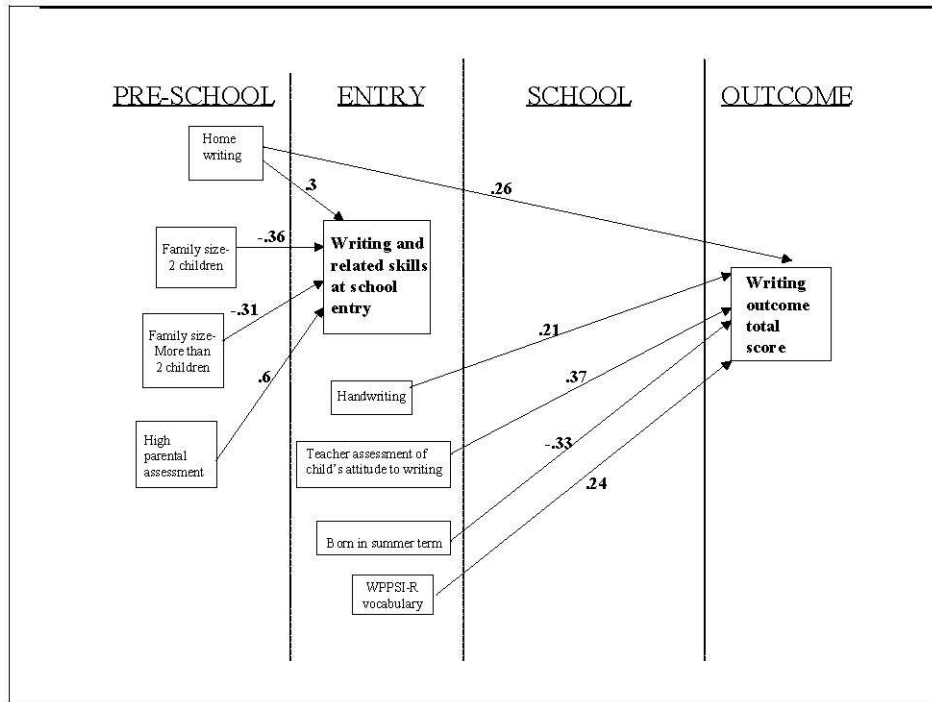 PRE-SCHOOL
ENTRY
SCHOOL
OUTCOME
Home
writing
.3
.26
-.36
Family size-
2 children
Writing and
related skills
at school
entry
Writing
outcome
total
score
-.31
Family size-
More than
2 children
.21
.6
.37
Handwriting
High
parental
assessment
Teacher assessment of
child's attitude to writing
-.33
.24
Born in summer term
WPPSI-R
vocabulary